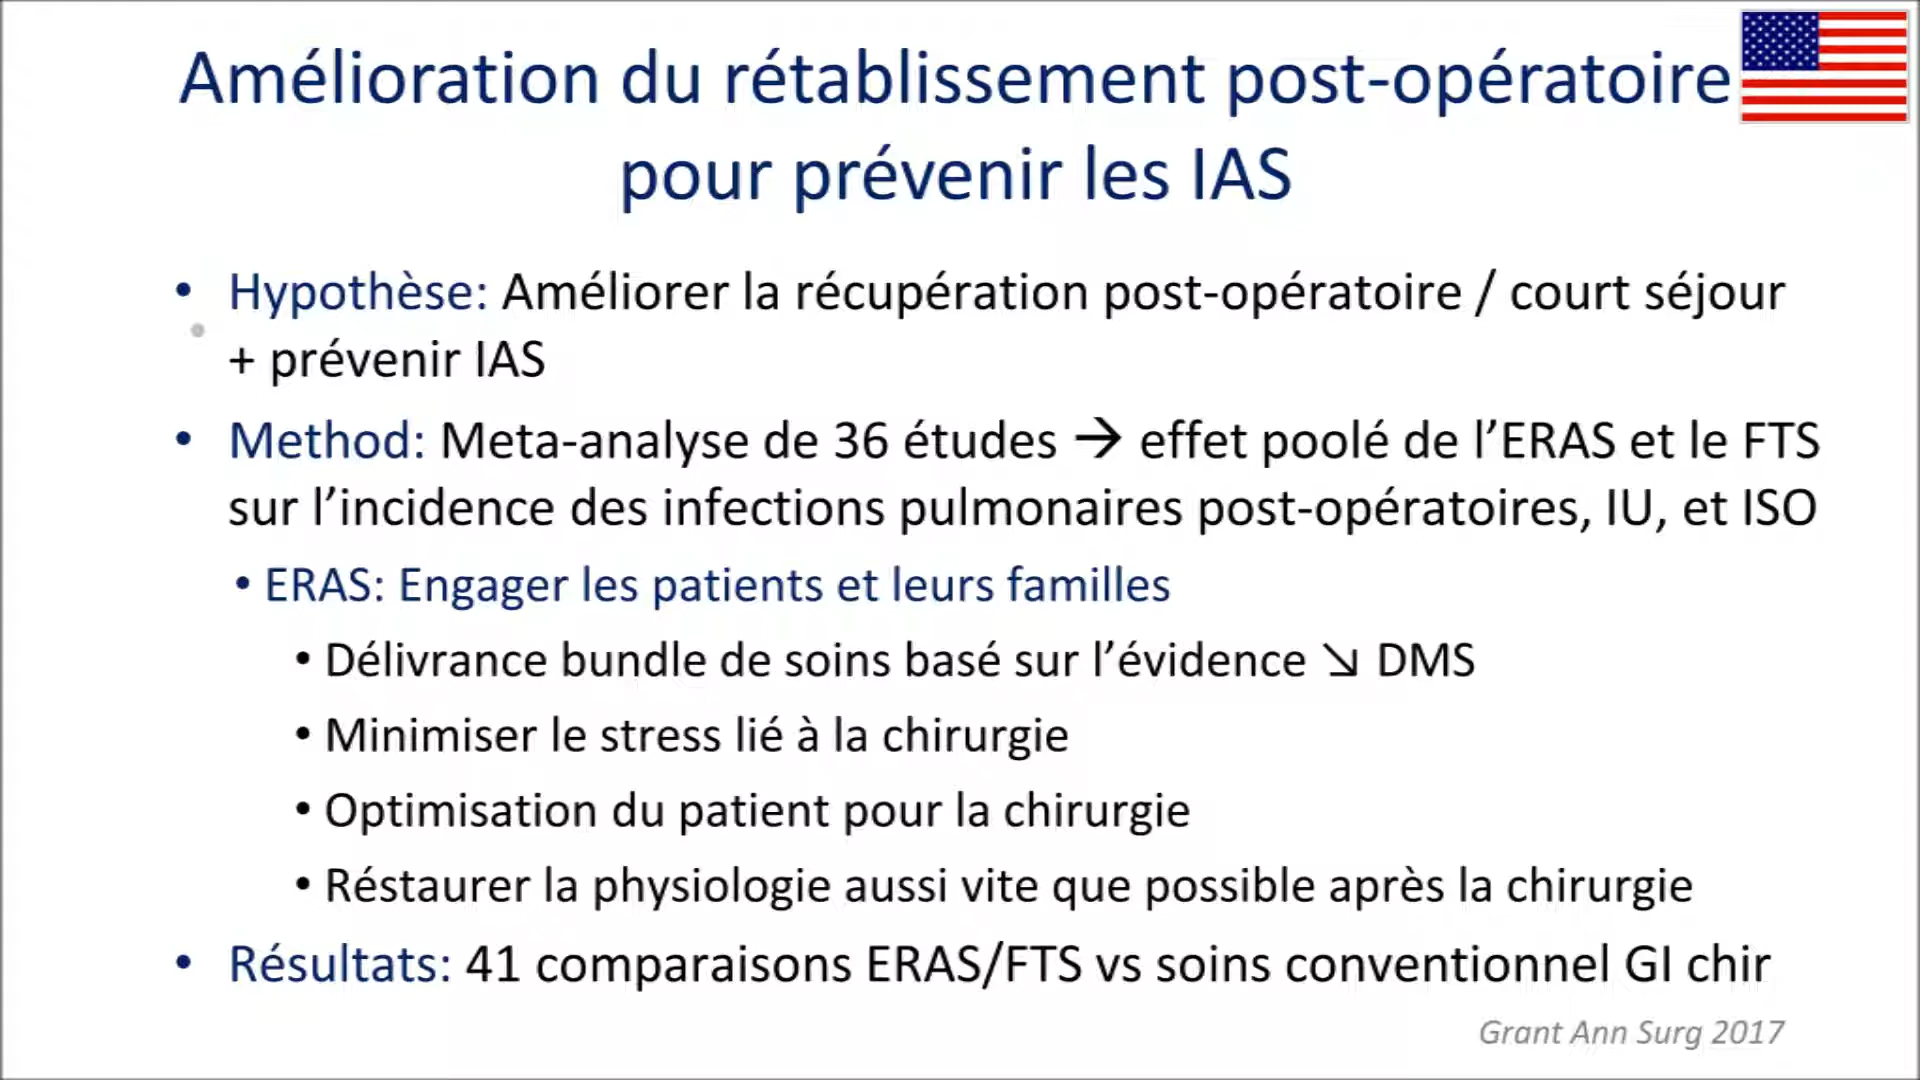 Amélioration du rétablissement post-opératoire
pour prévenir les IAS
• Hypothèse: Améliorer la récupération post-opératoire / court séjour
+ prévenir IAS
• Method: Meta-analyse de 36 études → effet poolé de l’ERAS et le FTS
sur l’incidence des infections pulmonaires post-opératoires, IU, et ISO
• ERAS: Engager les patients et leurs familles
• Délivrance bundle de soins basé sur l’évidence ↘ DMS
• Minimiser le stress lié à la chirurgie
• Optimisation du patient pour la chirurgie
• Réstaurer la physiologie aussi vite que possible après la chirurgie
• Résultats: 41 comparaisons ERAS/FTS vs soins conventionnel GI chir
Grant Ann Surg 2017